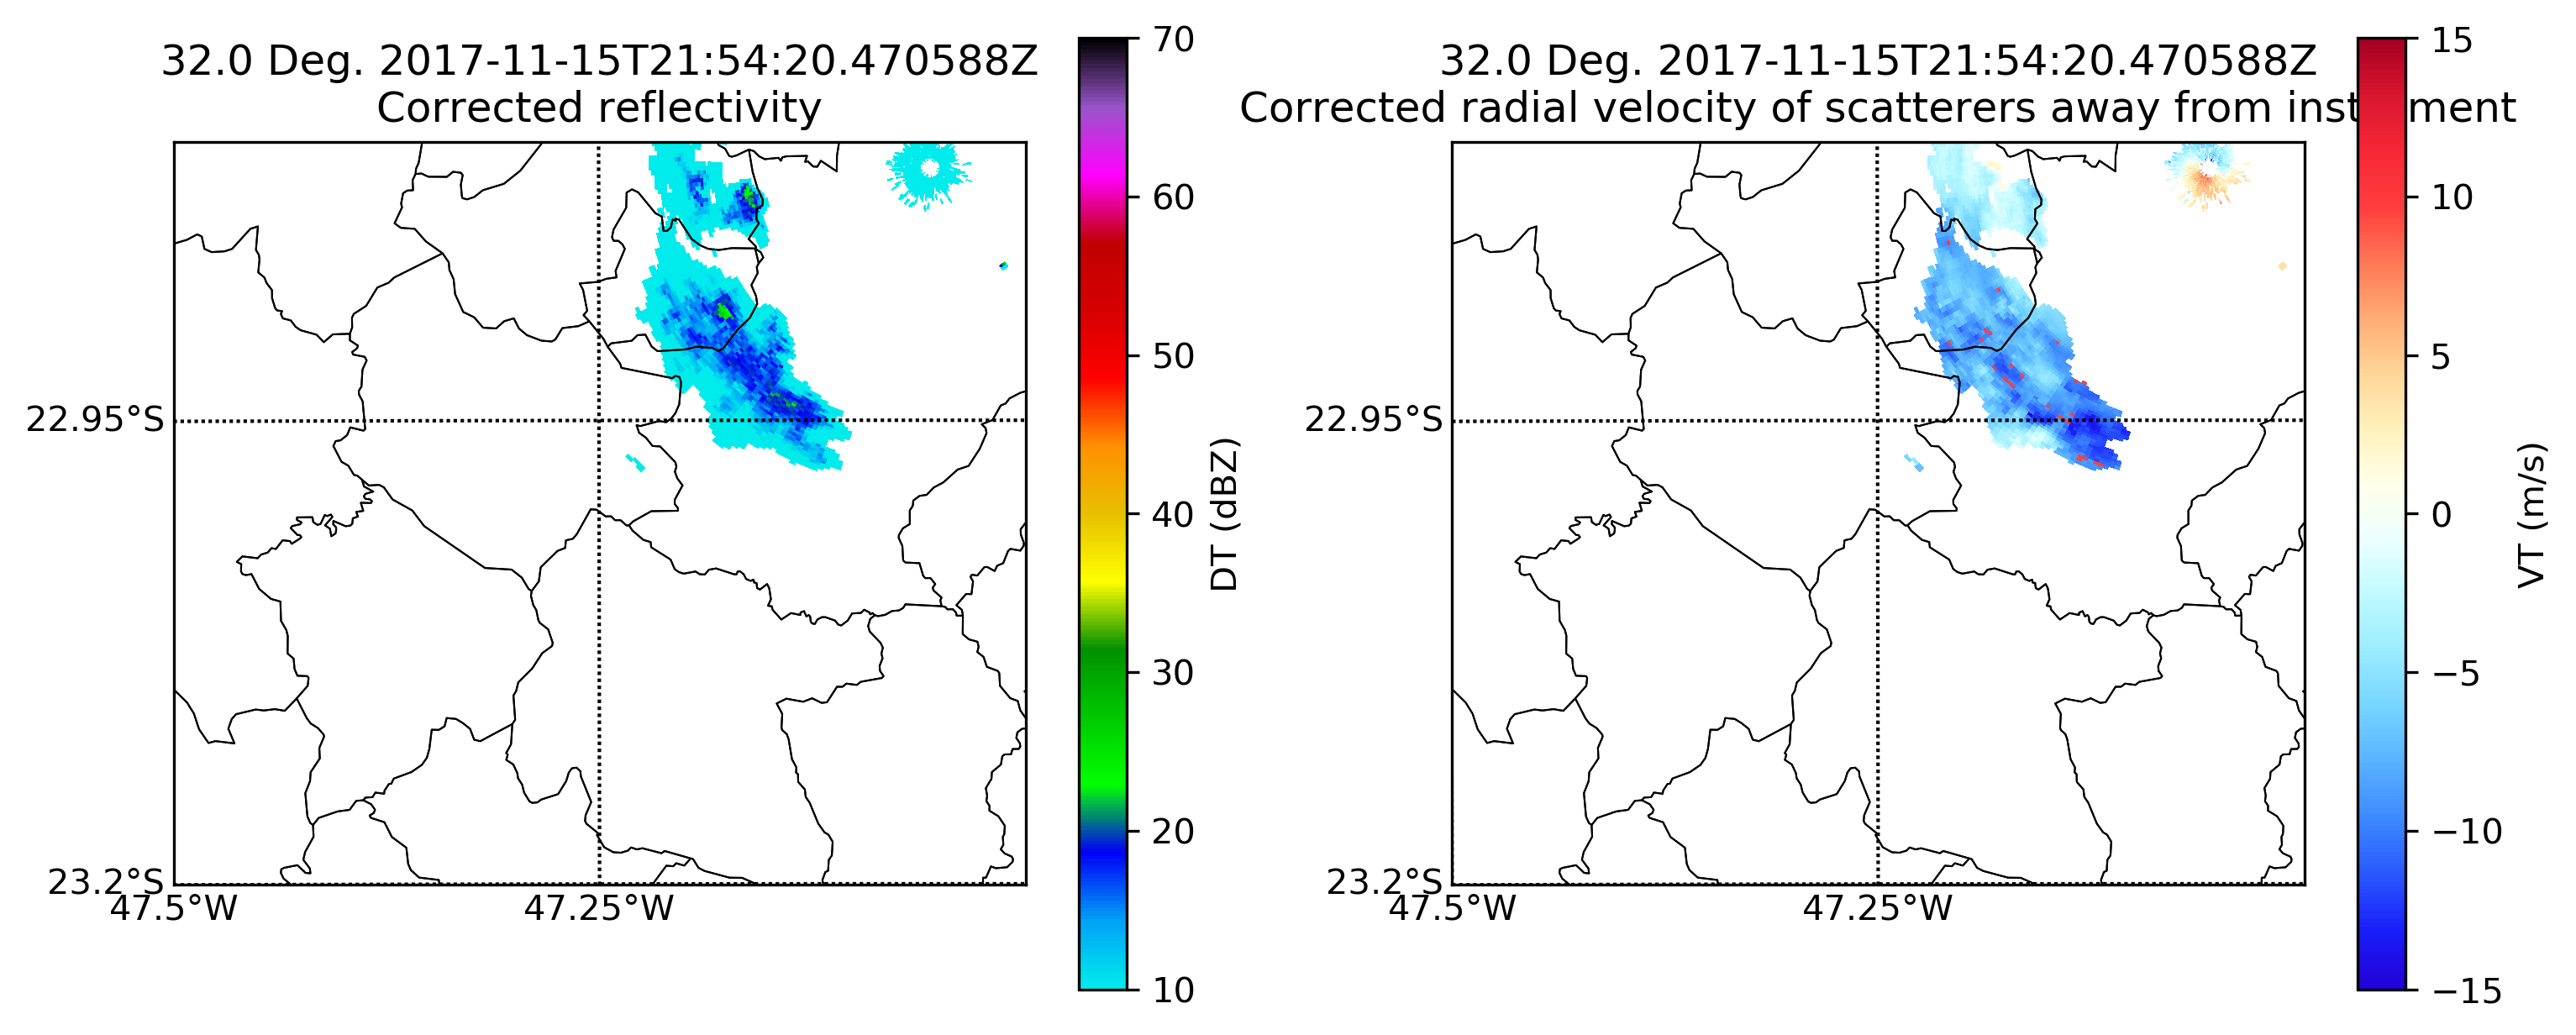 32.0 Deg. 2017-11-15T21:54:20.470588Z
Corrected reflectivity
22.95°S
23.2°S
47.5°W
47.25°W
70
60
50
40
30
20
10
DT (dBZ)
32.0 Deg. 2017-11-15T21:54:20.470588Z
Corrected radial velocity of scatterers away from inst ment
22.95°S
23.2°S
47.5°W
47.25°W
15
10
5
0
−5
−10
−15
VT (m/s)